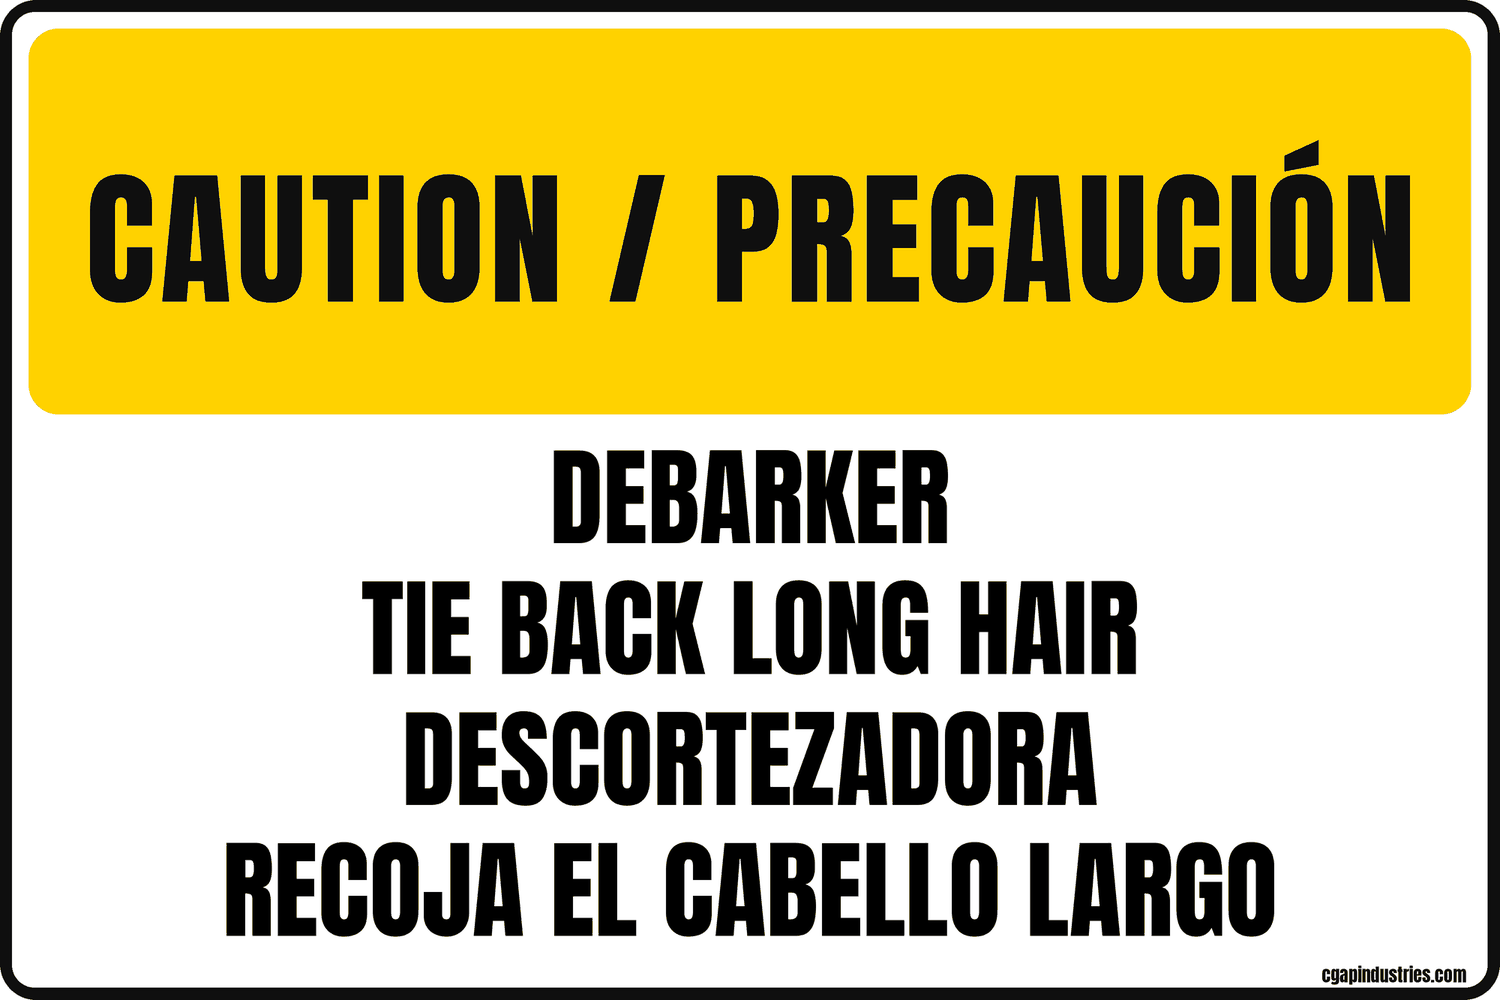 CAUTION / PRECAUCIÓN
DEBARKER
TIE BACK LONG HAIR
DESCORTEZADORA
RECOJA EL CABELLO LARGO
cgapindustries.com